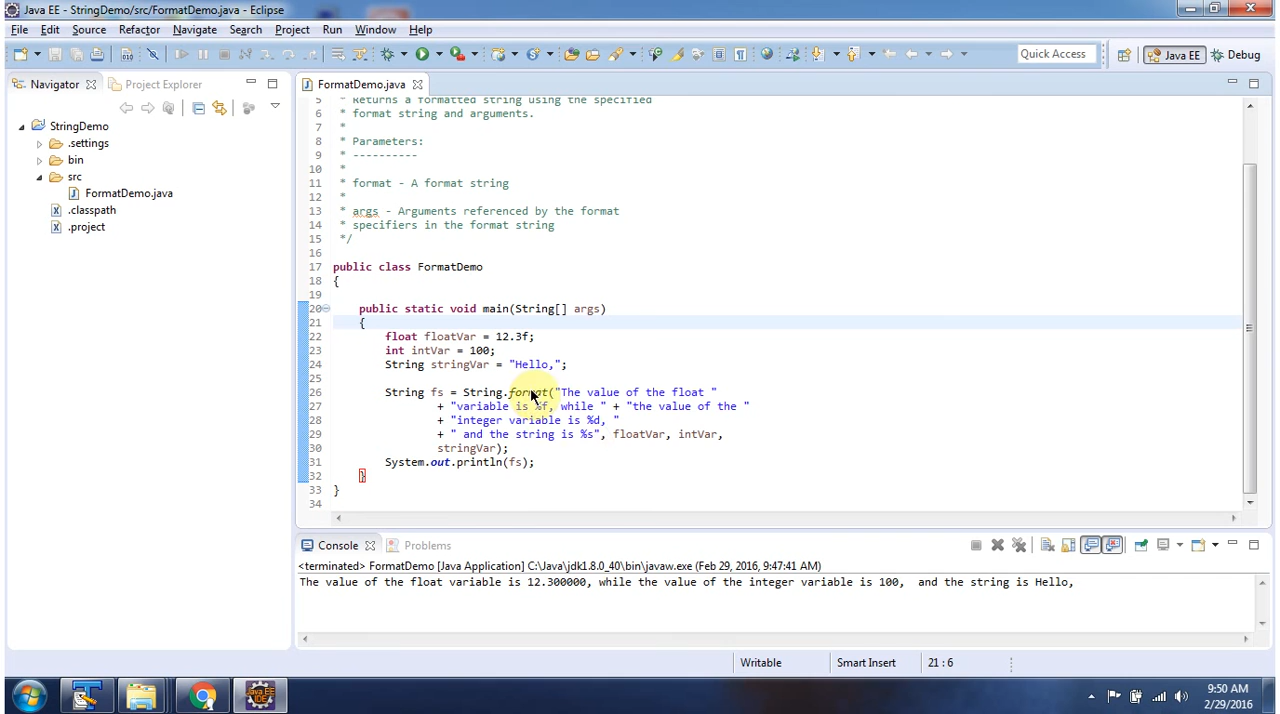 Java EE - StringDemo/src/FormatDemo.java - Eclipse
File Edit Source Refactor Navigate Search Project Run Window Help
Quick Access
Java EE
Debug
Navigator
Project Explorer
FormatDemo.java
StringDemo
.settings
bin
src
FormatDemo.java
.classpath
.project
5 * Returns a formatted string using the specified
6 * format string and arguments.
7 *
8 * Parameters:
9 * ----------
10 *
11 * format - A format string
12 *
13 * args - Arguments referenced by the format
14 * specifiers in the format string
15 */
16
17 public class FormatDemo
18 {
19
20 public static void main(String[] args)
21 {
22 float floatVar = 12.3f;
23 int intVar = 100;
24 String stringVar = "Hello,";
25
26 String fs = String.format("The value of the float "
27 + "variable is %f, while " + "the value of the "
28 + "integer variable is %d, "
29 + " and the string is %s", floatVar, intVar,
30 stringVar);
31 System.out.println(fs);
32 }
33 }
34
Console
Problems
<terminated> FormatDemo [Java Application] C:\Java\jdk1.8.0_40\bin\javaw.exe (Feb 29, 2016, 9:47:41 AM)
The value of the float variable is 12.300000, while the value of the integer variable is 100,  and the string is Hello,
Writable
Smart Insert
21 : 6
Java EE
IDE
9:50 AM
2/29/2016